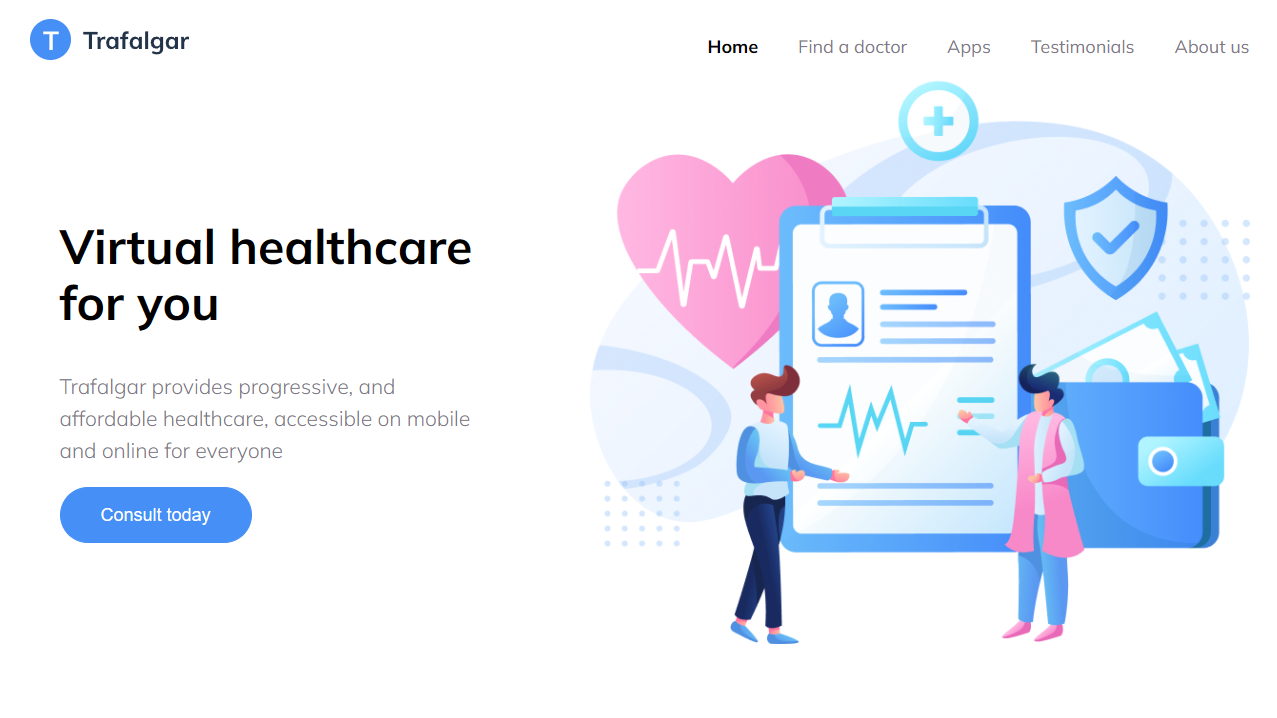 T Trafalgar
Home Find a doctor Apps Testimonials About us
Virtual healthcare
for you
Trafalgar provides progressive, and
affordable healthcare, accessible on mobile
and online for everyone
Consult today